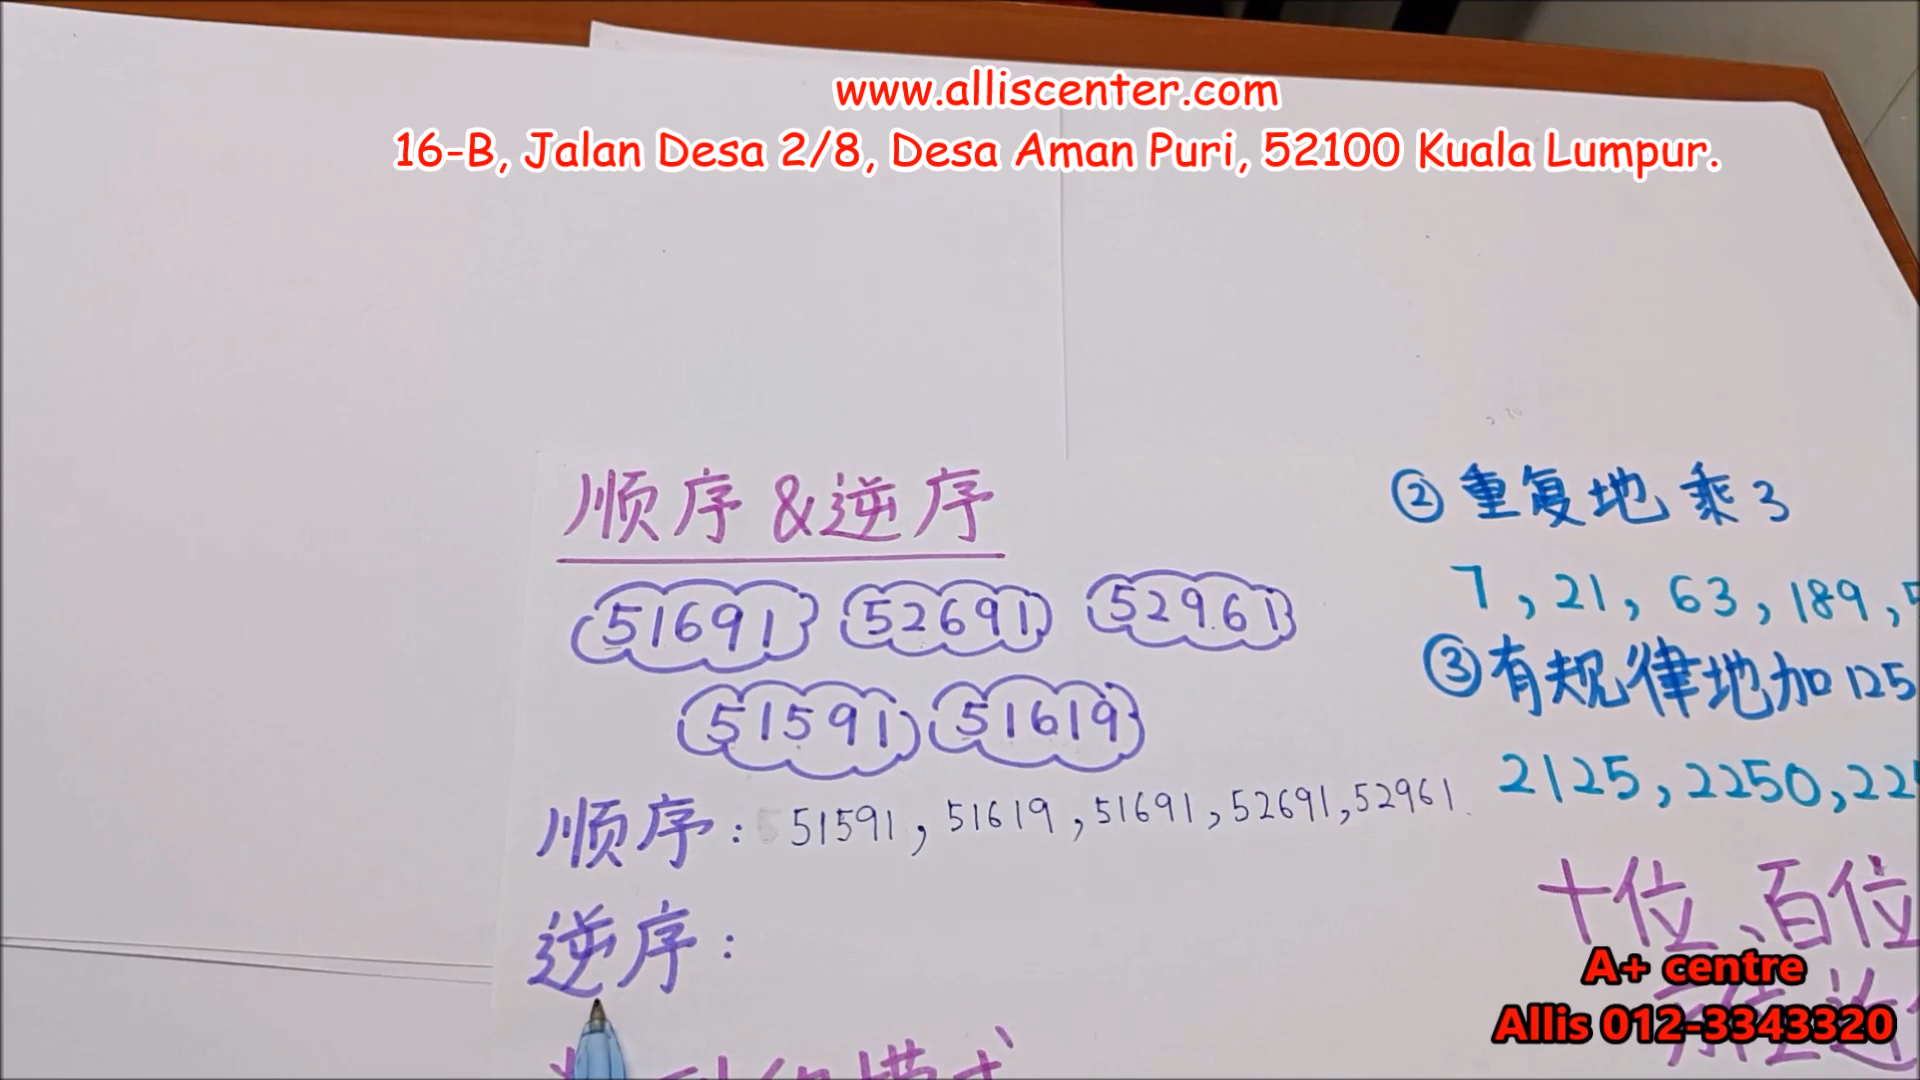 www.alliscenter.com
16-B, Jalan Desa 2/8, Desa Aman Puri, 52100 Kuala Lumpur.
顺序 & 逆序
51691 52691 52961
51591 51619
顺序: 51591, 51619, 51691, 52691, 52961
逆序:
② 重复地 乘 3
7, 21, 63, 189,
③ 有规律地加 125
2125, 2250, 22
十位、百位
A+ centre
Allis 012-3343320